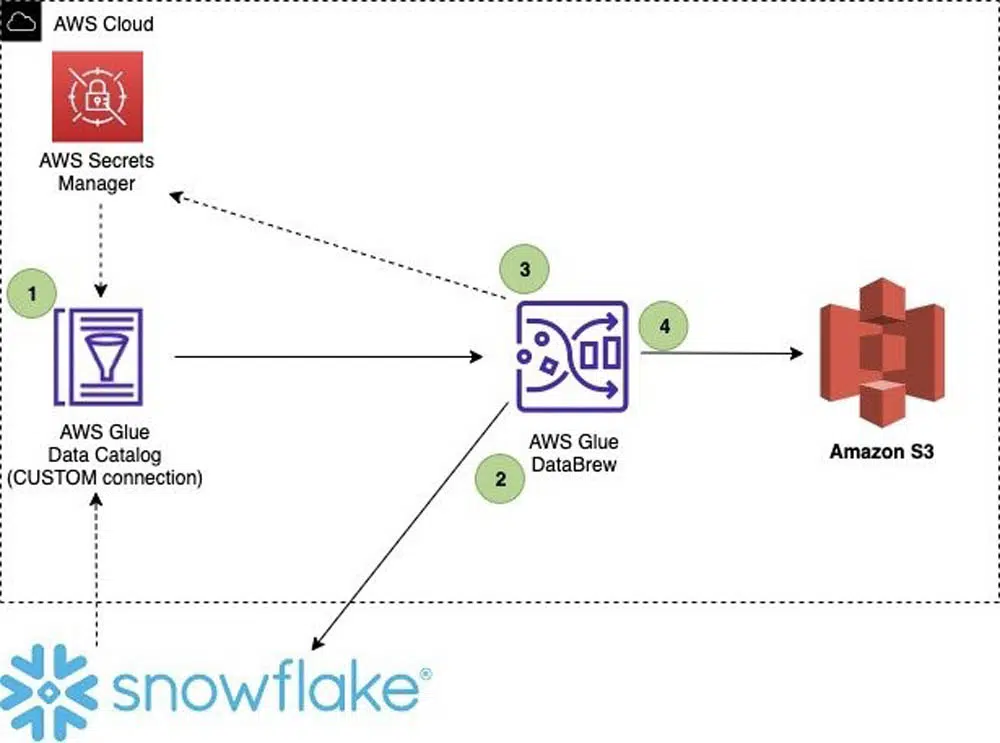 AWS Cloud
AWS Secrets
Manager
3
1
4
AWS Glue
Data Catalog
(CUSTOM connection)
AWS Glue
DataBrew
Amazon S3
2
snowflake®